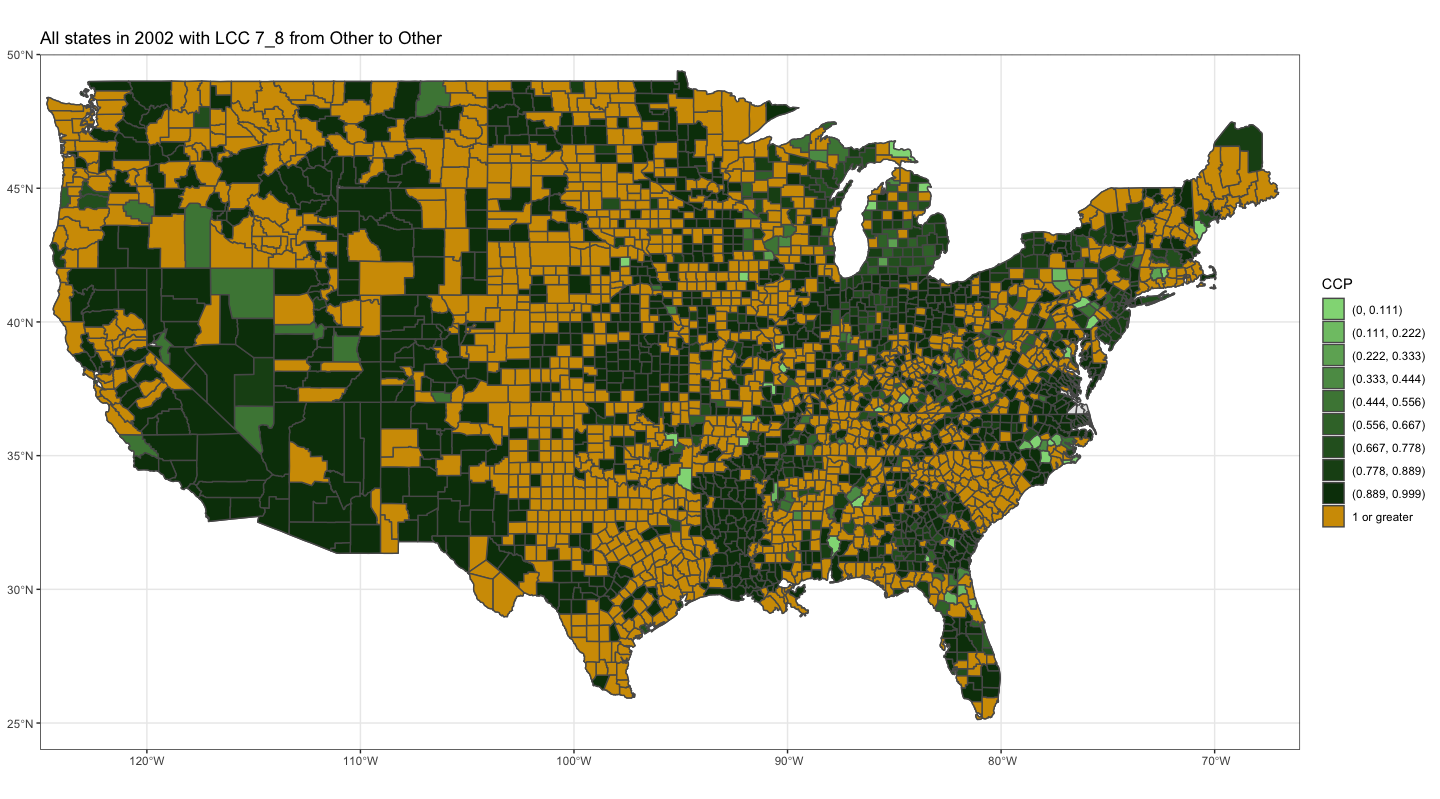 All states in 2002 with LCC 7_8 from Other to Other
50°N
45°N
40°N
35°N
30°N
25°N
120°W
110°W
100°W
90°W
80°W
70°W
CCP
(0, 0.111)
(0.111, 0.222)
(0.222, 0.333)
(0.333, 0.444)
(0.444, 0.556)
(0.556, 0.667)
(0.667, 0.778)
(0.778, 0.889)
(0.889, 0.999)
1 or greater